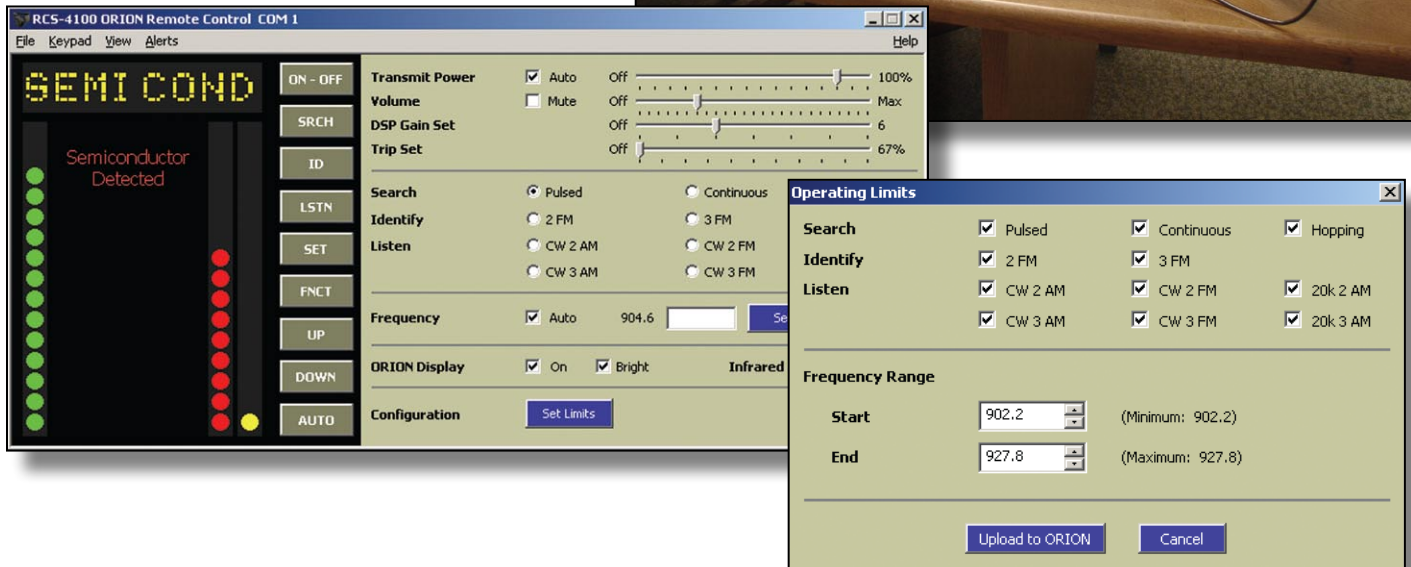 RCS-4100 ORION Remote Control COM 1
File Keypad View Alerts Help
SEMI COND
Semiconductor
Detected
ON - OFF
SRCH
ID
LSTN
SET
FNCT
UP
DOWN
AUTO
Transmit Power Auto Off 100%
Volume Mute Off Max
DSP Gain Set Off 6
Trip Set Off 67%
Search Pulsed Continuous
Identify 2 FM 3 FM
Listen CW 2 AM CW 2 FM
CW 3 AM CW 3 FM
Frequency Auto 904.6
ORION Display On Bright Infrared
Configuration Set Limits
Operating Limits
Search Pulsed Continuous Hopping
Identify 2 FM 3 FM
Listen CW 2 AM CW 2 FM 20k 2 AM
CW 3 AM CW 3 FM 20k 3 AM
Frequency Range
Start 902.2 (Minimum: 902.2)
End 927.8 (Maximum: 927.8)
Upload to ORION Cancel